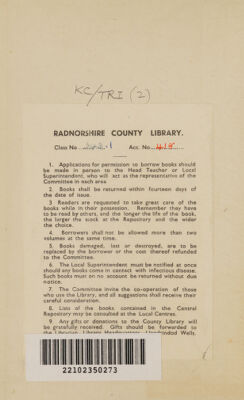 KC/TRI (2)
RADNORSHIRE COUNTY LIBRARY.
Class No. Acc. No. 418
1. Applications for permission to borrow books should
be made in person to the Head Teacher or Local
Superintendent, who will act as the representative of the
Committee in each area
2. Books shall be returned within fourteen days of
the date of issue.
3 Readers are requested to take great care of the
books while in their possession. Remember they have
to be read by others, and the longer the life of the book,
the larger the stock at the Repository and the wider
the choice.
4. Borrowers shall not be allowed more than two
volumes at the same time.
5. Books damaged, lost or destroyed, are to be
replaced by the borrower or the cost thereof refunded
to the Committee.
6. The Local Superintendent must be notified at once
should any books come in contact with infectious disease.
Such books must on no account be returned without due
notice.
7. The Committee invite the co-operation of those
who use the Library, and all suggestions shall receive their
careful consideration.
8. Lists of the books contained in the Central
Repository may be consulted at the Local Centres.
9 Any gifts or donations to the County Library will
be gratefully received. Gifts should be forwarded to
the Librarian, Library Headquarters, Llandrindod Wells.
22102350273